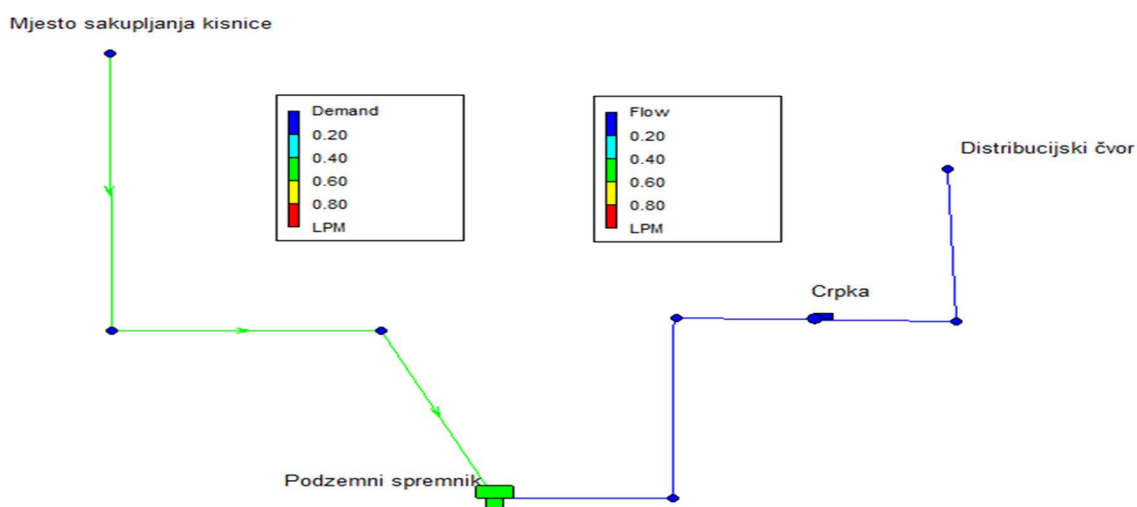 Mjesto sakupljanja kisnice
Demand
0.20
0.40
0.60
0.80
LPM
Flow
0.20
0.40
0.60
0.80
LPM
Distribucijski čvor
Crpka
Podzemni spremnik